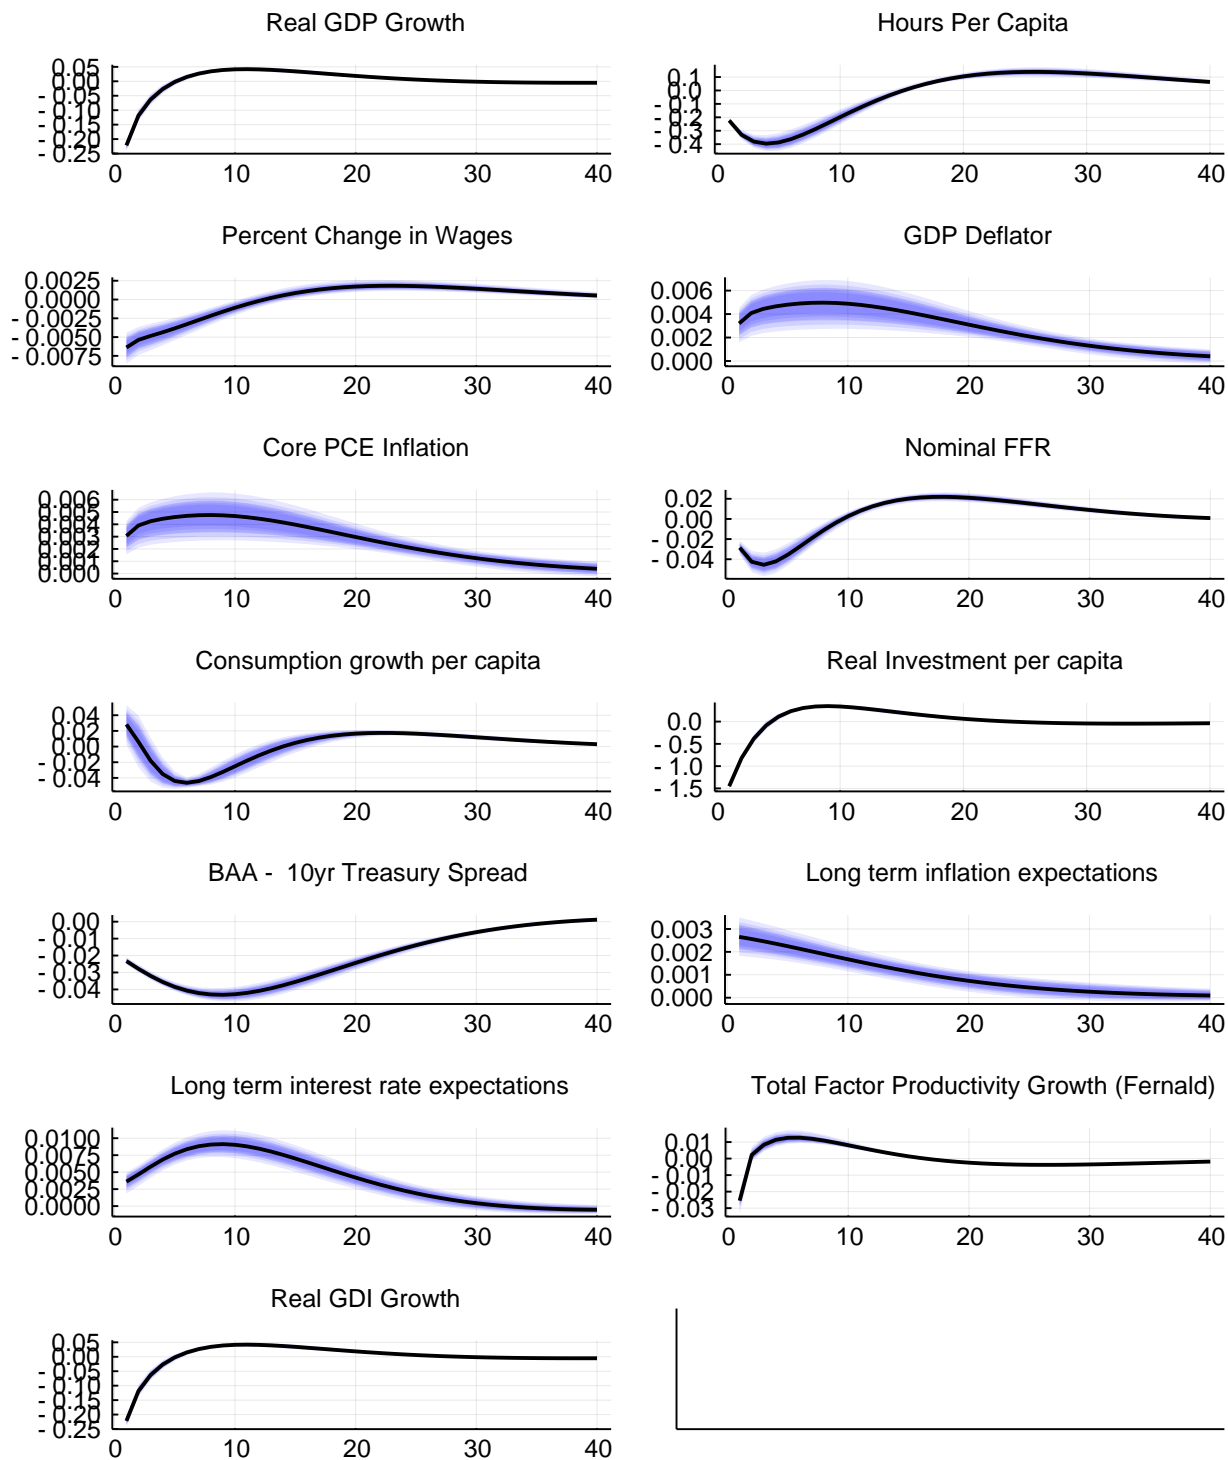 Real GDP Growth
0.05
0.00
- 0.05
- 0.10
- 0.15
- 0.20
- 0.25
0 10 20 30 40
Hours Per Capita
0.1
0.0
- 0.1
- 0.2
- 0.3
- 0.4
0 10 20 30 40
Percent Change in Wages
0.0025
0.0000
- 0.0025
- 0.0050
- 0.0075
0 10 20 30 40
GDP Deflator
0.006
0.004
0.002
0.000
0 10 20 30 40
Core PCE Inflation
0.006
0.005
0.004
0.003
0.002
0.001
0.000
0 10 20 30 40
Nominal FFR
0.02
0.00
- 0.02
- 0.04
0 10 20 30 40
Consumption growth per capita
0.04
0.02
0.00
- 0.02
- 0.04
0 10 20 30 40
Real Investment per capita
0.0
- 0.5
- 1.0
- 1.5
0 10 20 30 40
BAA - 10yr Treasury Spread
0.00
- 0.01
- 0.02
- 0.03
- 0.04
0 10 20 30 40
Long term inflation expectations
0.003
0.002
0.001
0.000
0 10 20 30 40
Long term interest rate expectations
0.0100
0.0075
0.0050
0.0025
0.0000
0 10 20 30 40
Total Factor Productivity Growth (Fernald)
0.01
0.00
- 0.01
- 0.02
- 0.03
0 10 20 30 40
Real GDI Growth
0.05
0.00
- 0.05
- 0.10
- 0.15
- 0.20
- 0.25
0 10 20 30 40